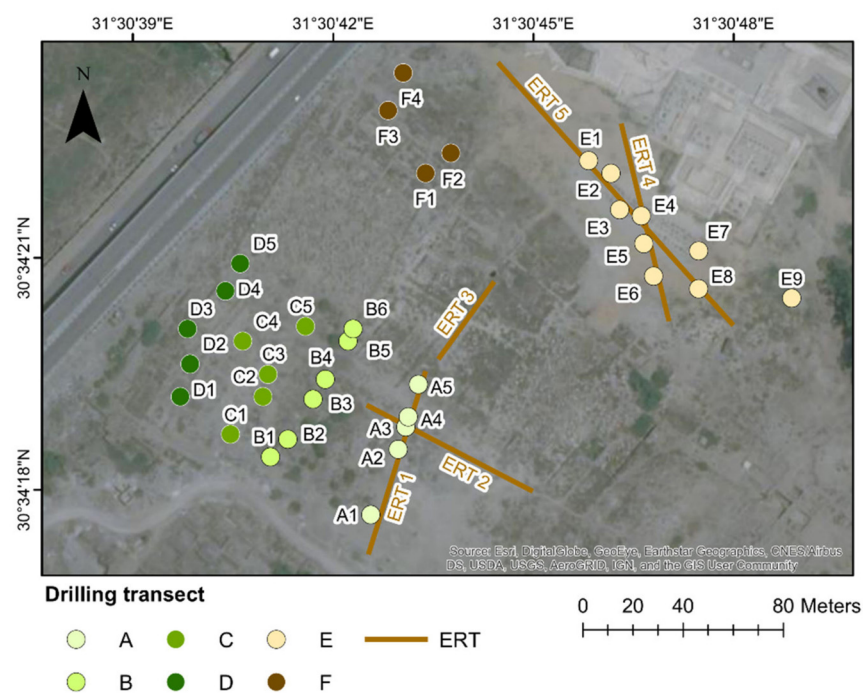 31°30'39"E
31°30'42"E
31°30'45"E
31°30'48"E
N
F4
F3
F2
F1
ERT 5
E1
ERT 4
E2
E4
E3
E7
E5
E8
E6
E9
30°34'21"N
D5
D4
D3
C5
B6
C4
D2
B5
C3
B4
ERT 3
D1
C2
B3
A5
C1
A4
B1
B2
A3
A2
ERT 2
30°34'18"N
A1
ERT 1
Source: Esri, DigitalGlobe, GeoEye, Earthstar Geographics, CNES/Airbus
DS, USDA, USGS, AeroGRID, IGN, and the GIS User Community
Drilling transect
0 20 40 80 Meters
A C E ERT
B D F